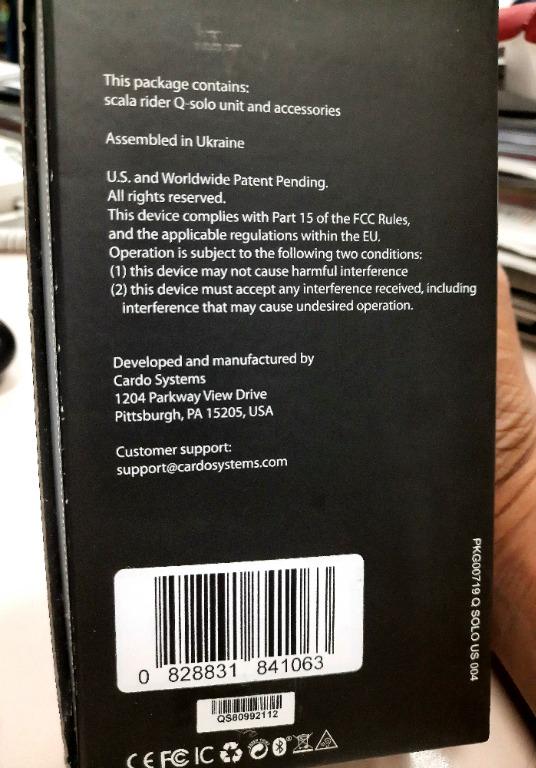 This package contains:
scala rider Q-solo unit and accessories
Assembled in Ukraine
U.S. and Worldwide Patent Pending.
All rights reserved.
This device complies with Part 15 of the FCC Rules,
and the applicable regulations within the EU.
Operation is subject to the following two conditions:
(1) this device may not cause harmful interference
(2) this device must accept any interference received, including
interference that may cause undesired operation.
Developed and manufactured by
Cardo Systems
1204 Parkway View Drive
Pittsburgh, PA 15205, USA
Customer support:
support@cardosystems.com
0 828831 841063
QS80992112
CE FC IC
PKG00719 Q SOLO US 004